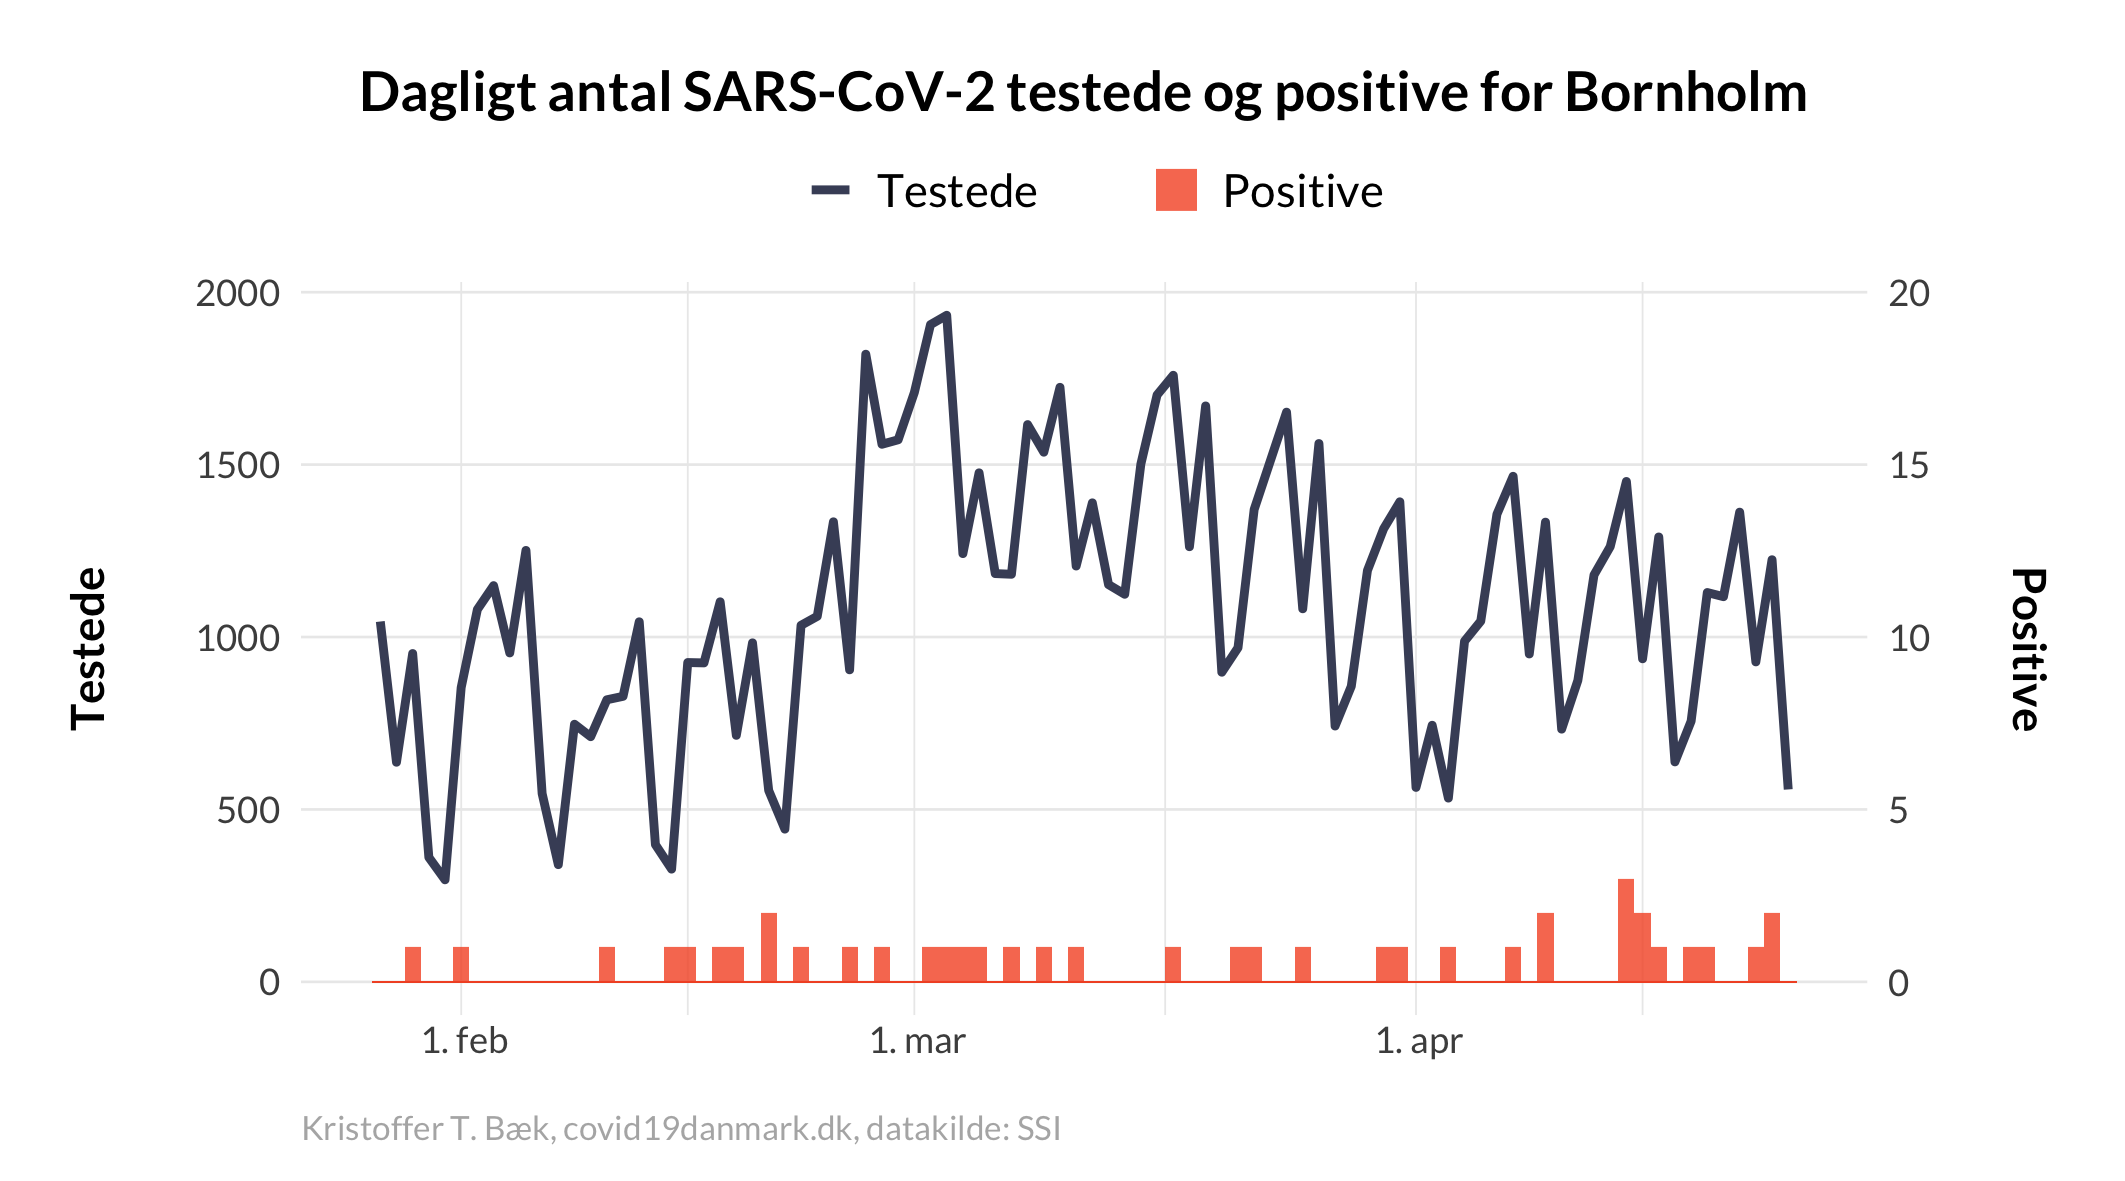 Dagligt antal SARS-CoV-2 testede og positive for Bornholm
Testede
Positive
2000
1500
1000
500
0
Testede
20
15
10
5
0
Positive
1. feb
1. mar
1. apr
Kristoffer T. Bæk, covid19danmark.dk, datakilde: SSI